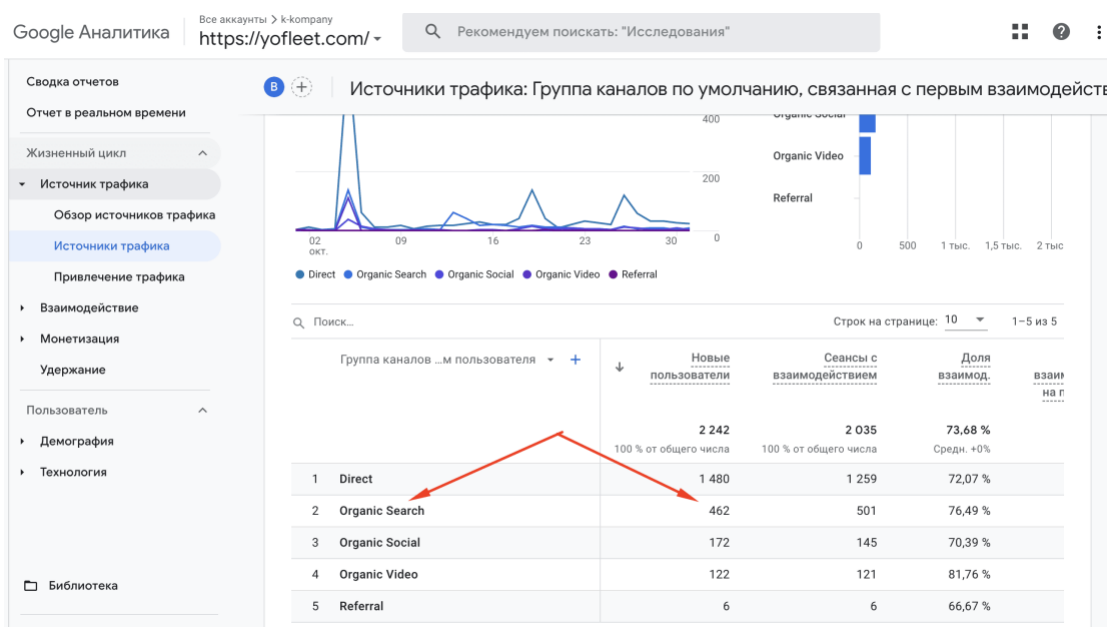 Google Аналитика
Все аккаунты > k-kompany
https://yofleet.com/
Рекомендуем поискать: "Исследования"
Сводка отчетов
Отчет в реальном времени
Жизненный цикл
Источник трафика
Обзор источников трафика
Источники трафика
Привлечение трафика
Взаимодействие
Монетизация
Удержание
Пользователь
Демография
Технология
Библиотека
B
Источники трафика: Группа каналов по умолчанию, связанная с первым взаимодейств
400
200
0
02
окт.
09
16
23
30
Direct
Organic Search
Organic Social
Organic Video
Referral
Organic Social
Organic Video
Referral
0
500
1 тыс.
1,5 тыс.
2 тыс
Поиск...
Строк на странице: 10
1–5 из 5
Группа каналов ...м пользователя
Новые
пользователи
Сеансы с
взаимодействием
Доля
взаимод.
взаим
на п
2 242
2 035
73,68 %
100 % от общего числа
100 % от общего числа
Средн. +0%
1 Direct 1 480 1 259 72,07 %
2 Organic Search 462 501 76,49 %
3 Organic Social 172 145 70,39 %
4 Organic Video 122 121 81,76 %
5 Referral 6 6 66,67 %